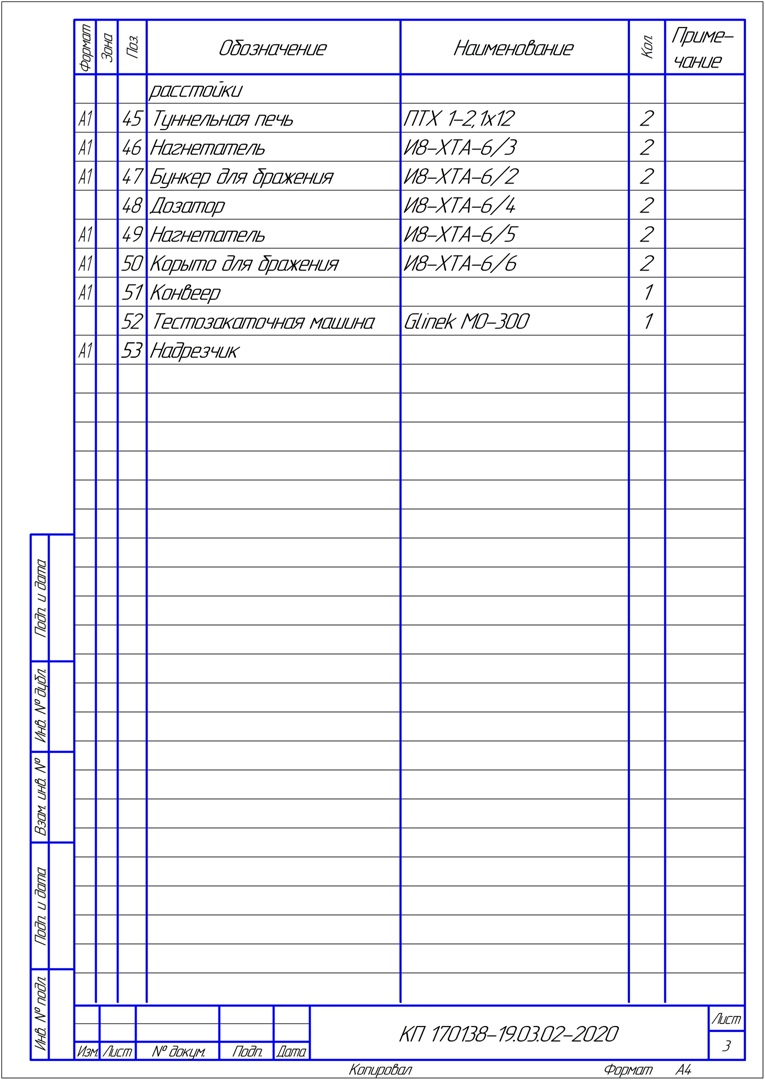 Формат Зона Поз. Обозначение Наименование Кол. Приме-
чание
расстойки
А1 45 Туннельная печь ПТХ 1-2,1х12 2
А1 46 Нагнетатель И8-ХТА-6/3 2
А1 47 Бункер для бражения И8-ХТА-6/2 2
48 Дозатор И8-ХТА-6/4 2
А1 49 Нагнетатель И8-ХТА-6/5 2
А1 50 Корыто для бражения И8-ХТА-6/6 2
А1 51 Конвеер 1
52 Тестозакаточная машина Glinek MO-300 1
А1 53 Надрезчик
Подп. и дата
Инв. № дубл.
Взам. инв. №
Подп. и дата
Инв. № подл.
Изм. Лист № докум. Подп. Дата
КП 170138-19.03.02-2020
Лист
3
Копировал Формат А4